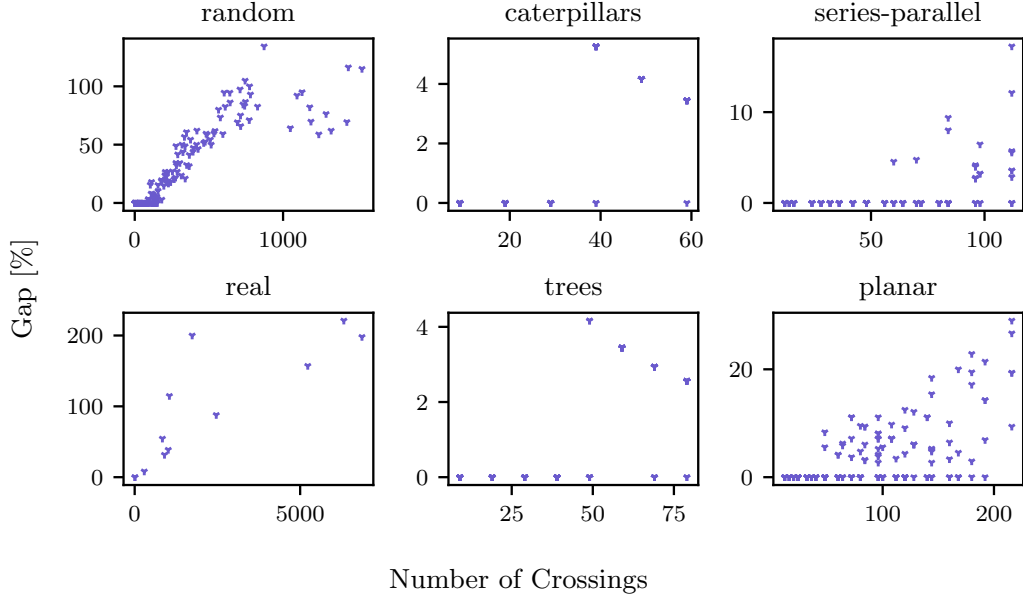 random
caterpillars
series-parallel
100
50
0
4
2
0
10
0
0 1000
20 40 60
50 100
Gap [%]
real
trees
planar
200
100
0
4
2
0
20
0
0 5000
25 50 75
100 200
Number of Crossings